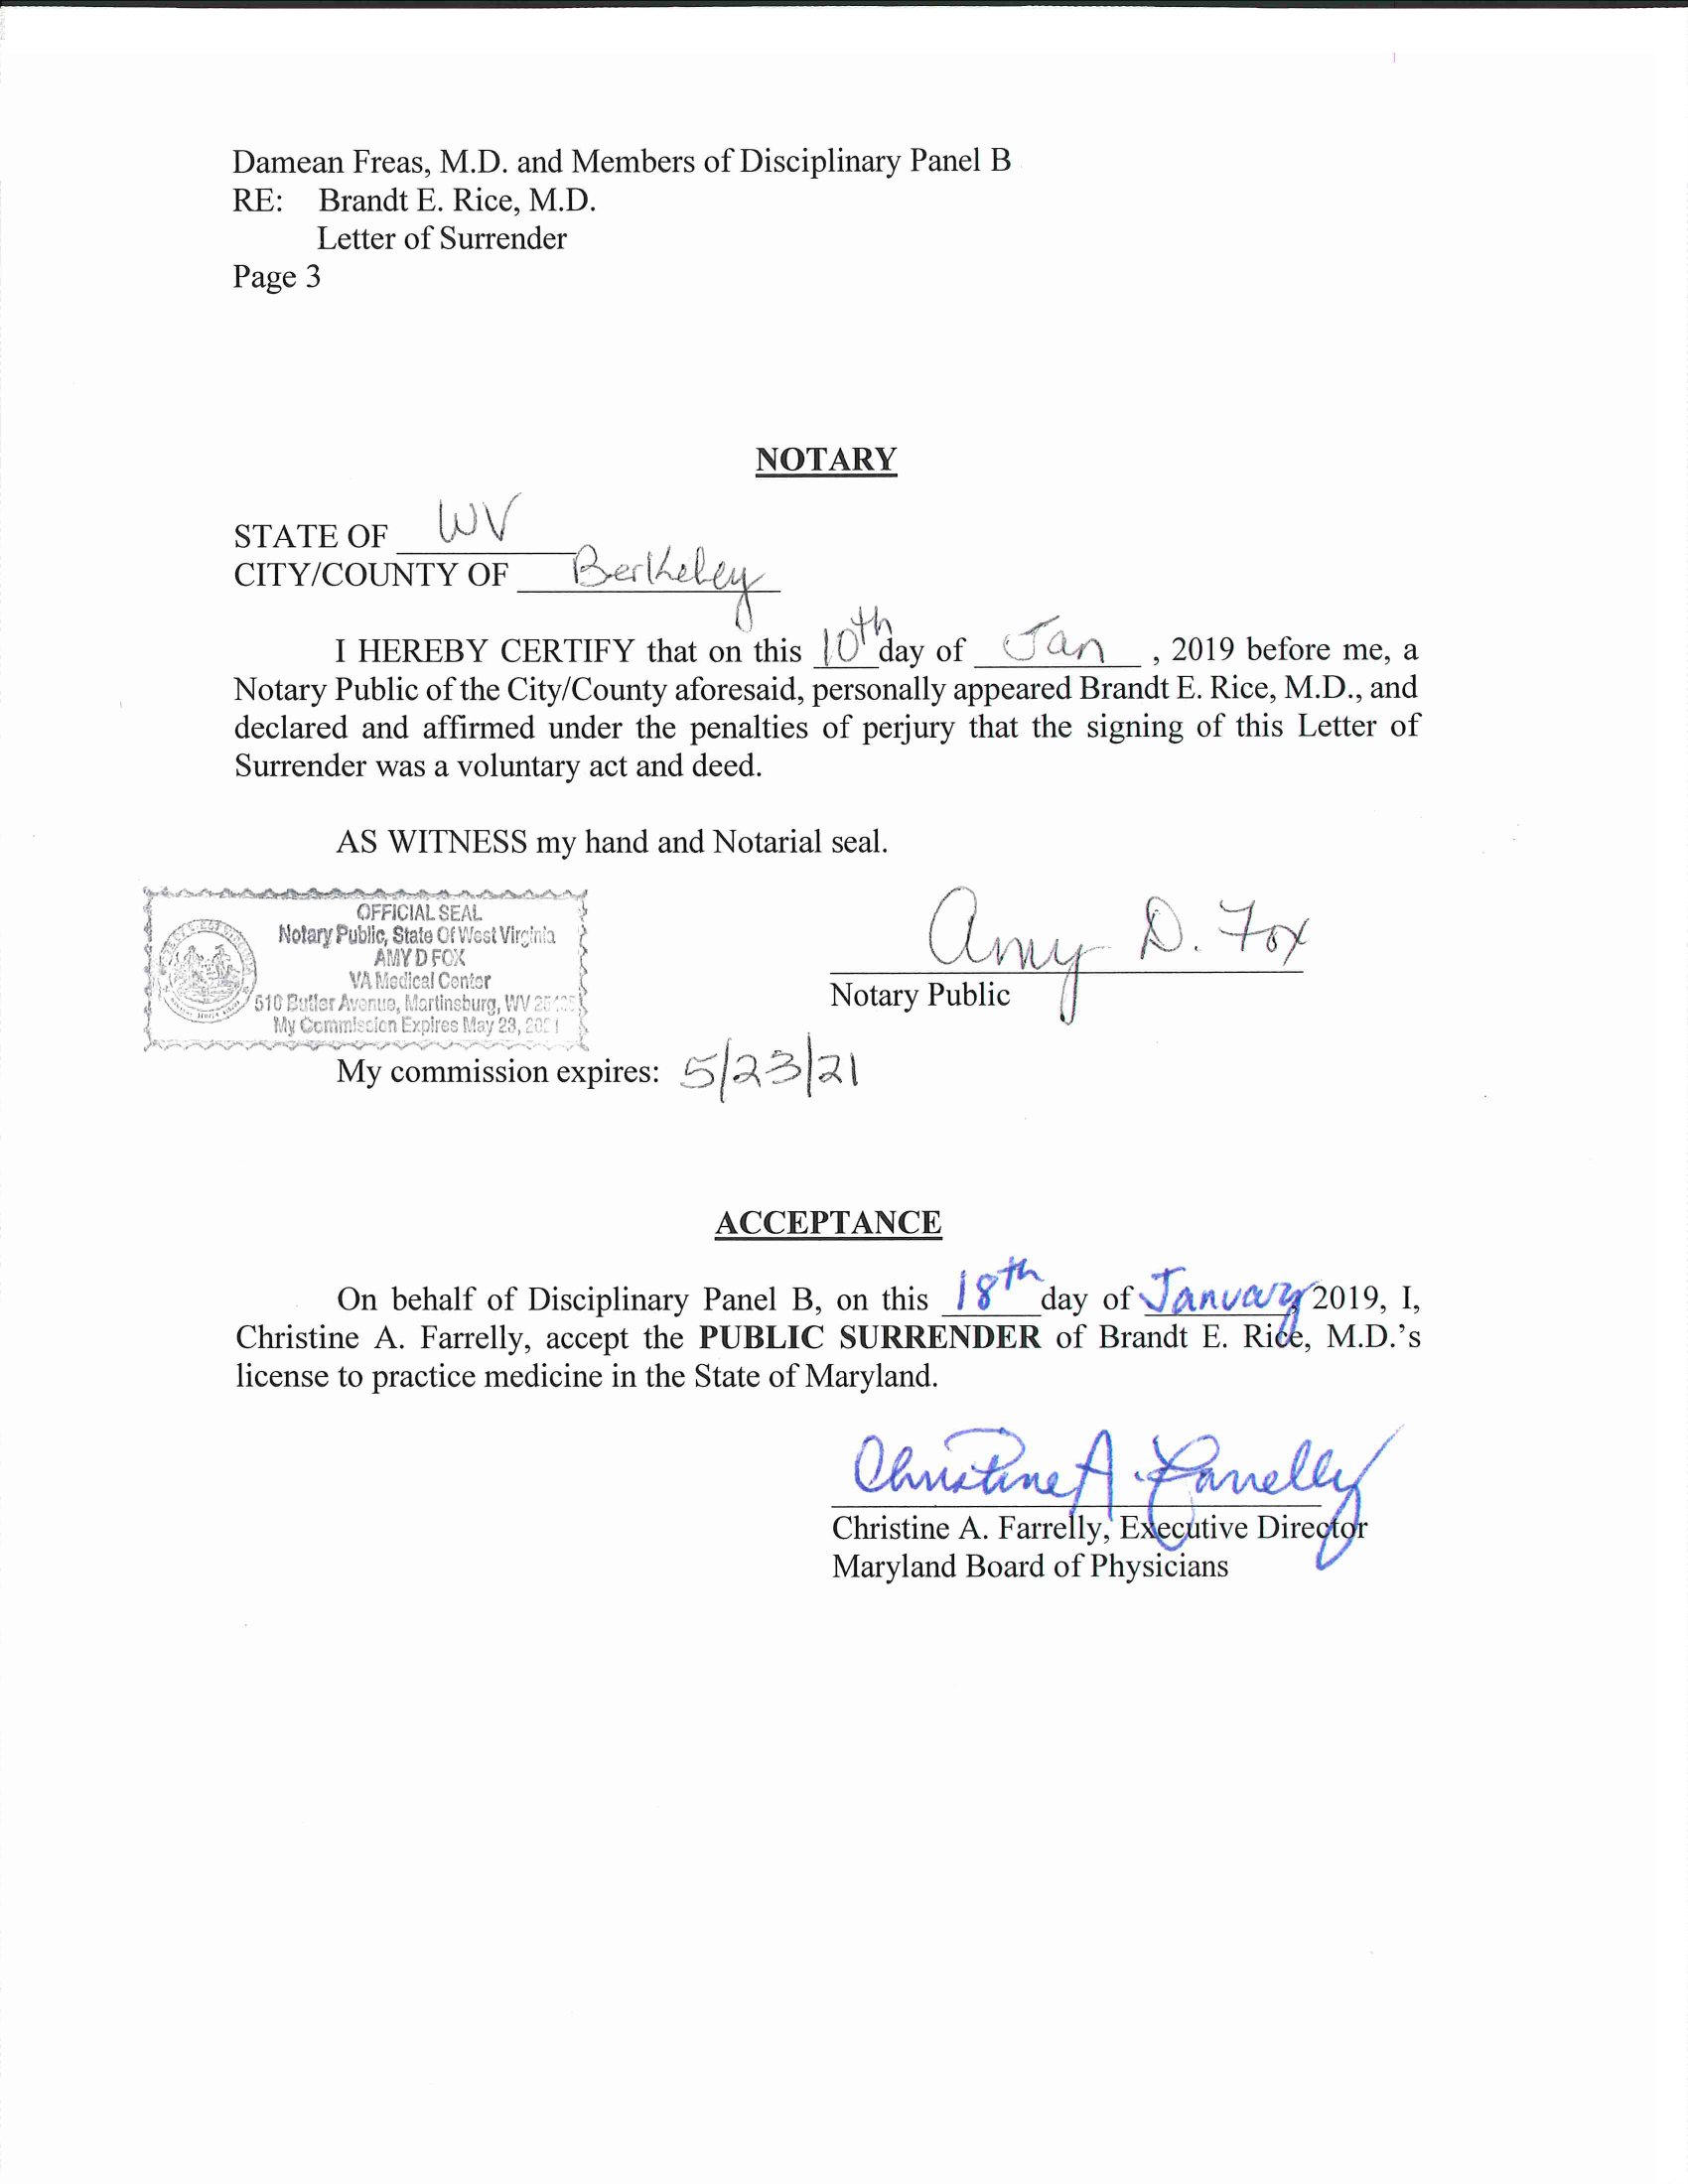 Damean Freas, M.D. and Members of Disciplinary Panel B
RE: Brandt E. Rice, M.D.
Letter of Surrender
Page 3
NOTARY
STATE OF WV
CITY/COUNTY OF Berkeley
I HEREBY CERTIFY that on this 10th day of Jan , 2019 before me, a
Notary Public of the City/County aforesaid, personally appeared Brandt E. Rice, M.D., and
declared and affirmed under the penalties of perjury that the signing of this Letter of
Surrender was a voluntary act and deed.
AS WITNESS my hand and Notarial seal.
OFFICIAL SEAL
Notary Public, State Of West Virginia
AMY D FOX
VA Medical Center
510 Butler Avenue, Martinsburg, WV
My Commission Expires May 23, 2021
Amy D. Fox
Notary Public
My commission expires: 5/23/21
ACCEPTANCE
On behalf of Disciplinary Panel B, on this 18th day of January, 2019, I,
Christine A. Farrelly, accept the PUBLIC SURRENDER of Brandt E. Rice, M.D.'s
license to practice medicine in the State of Maryland.
Christine A. Farrelly
Christine A. Farrelly, Executive Director
Maryland Board of Physicians